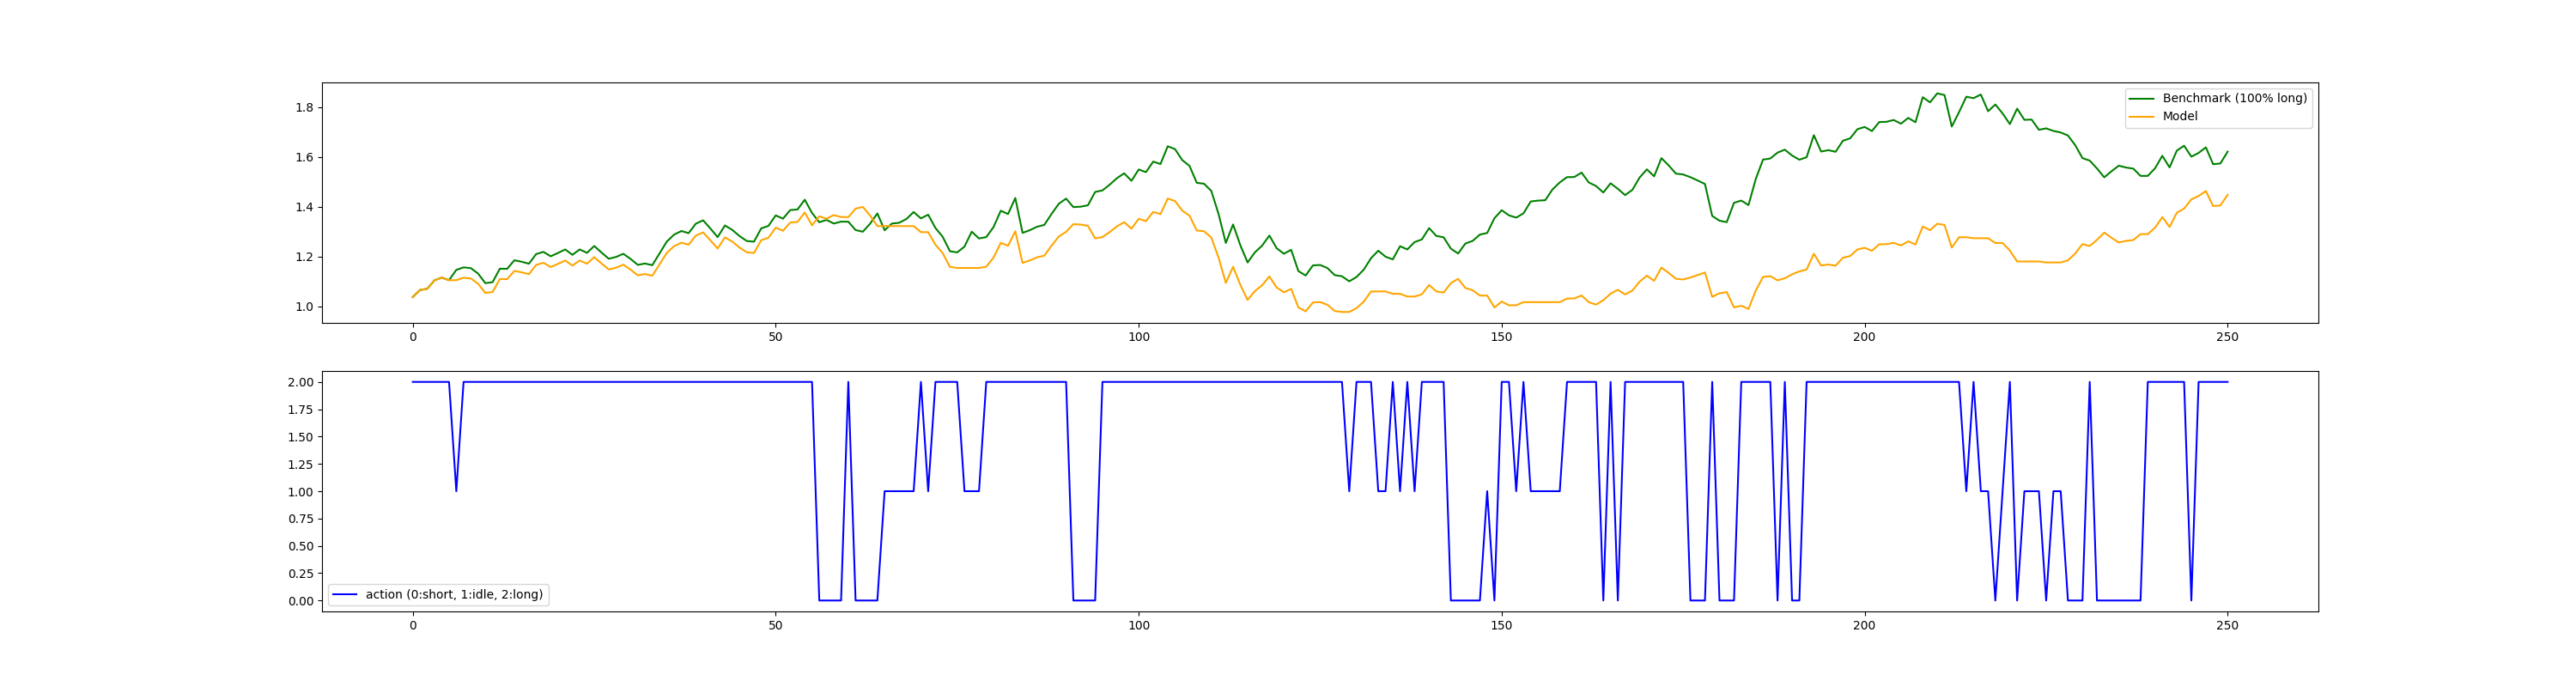 1.8
1.6
1.4
1.2
1.0
Benchmark (100% long)
Model
0 50 100 150 200 250
2.00
1.75
1.50
1.25
1.00
0.75
0.50
0.25
0.00
action (0:short, 1:idle, 2:long)
0 50 100 150 200 250